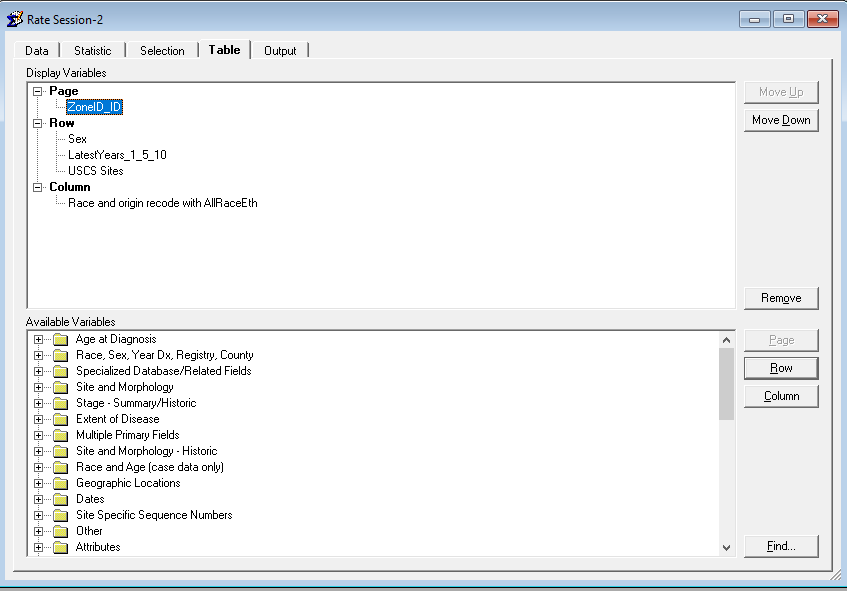 Rate Session-2
Data Statistic Selection Table Output
Display Variables
Page
ZoneID_ID
Row
Sex
LatestYears_1_5_10
USCS Sites
Column
Race and origin recode with AllRaceEth
Move Up
Move Down
Remove
Available Variables
Age at Diagnosis
Race, Sex, Year Dx, Registry, County
Specialized Database/Related Fields
Site and Morphology
Stage - Summary/Historic
Extent of Disease
Multiple Primary Fields
Site and Morphology - Historic
Race and Age (case data only)
Geographic Locations
Dates
Site Specific Sequence Numbers
Other
Attributes
Page
Row
Column
Find...